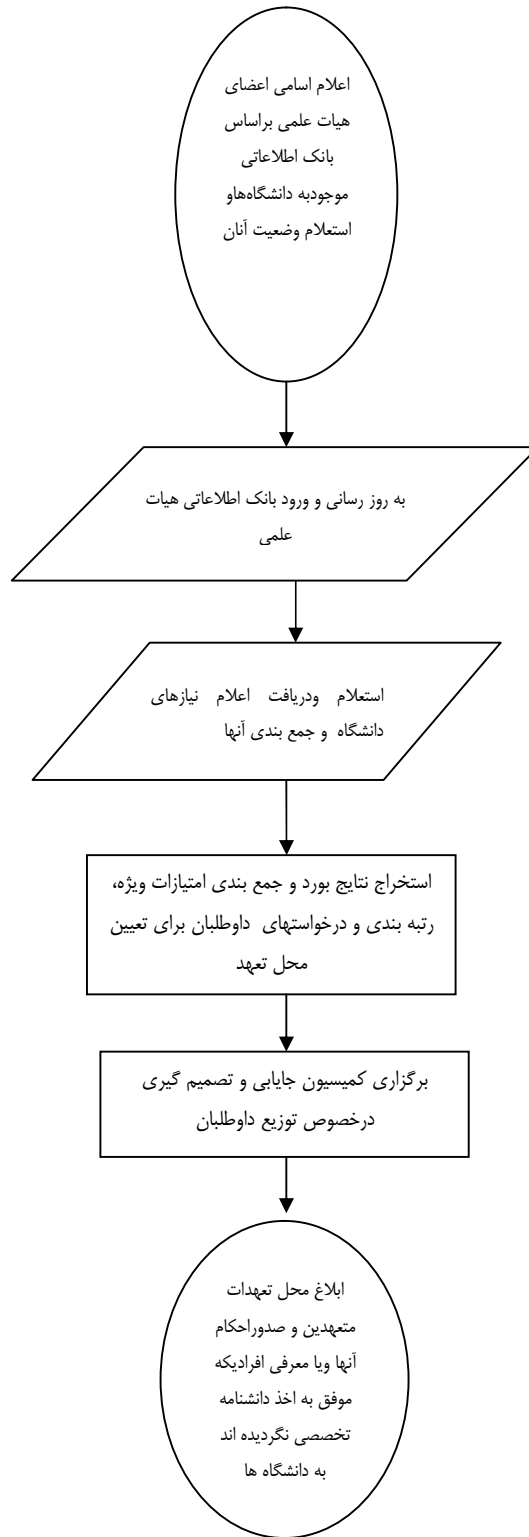 اعلام اسامی اعضای
هیات علمی براساس
بانک اطلاعاتی
موجودبه دانشگاه‌هاو
استعلام وضعیت آنان
به روز رسانی و ورود بانک اطلاعاتی هیات
علمی
استعلام ودریافت اعلام نیازهای
دانشگاه و جمع بندی آنها
استخراج نتایج بورد و جمع بندی امتیازات ویژه،
رتبه بندی و درخواستهای داوطلبان برای تعیین
محل تعهد
برگزاری کمیسیون جایابی و تصمیم گیری
درخصوص توزیع داوطلبان
ابلاغ محل تعهدات
متعهدین و صدوراحکام
آنها ویا معرفی افرادیکه
موفق به اخذ دانشنامه
تخصصی نگردیده اند
به دانشگاه ها